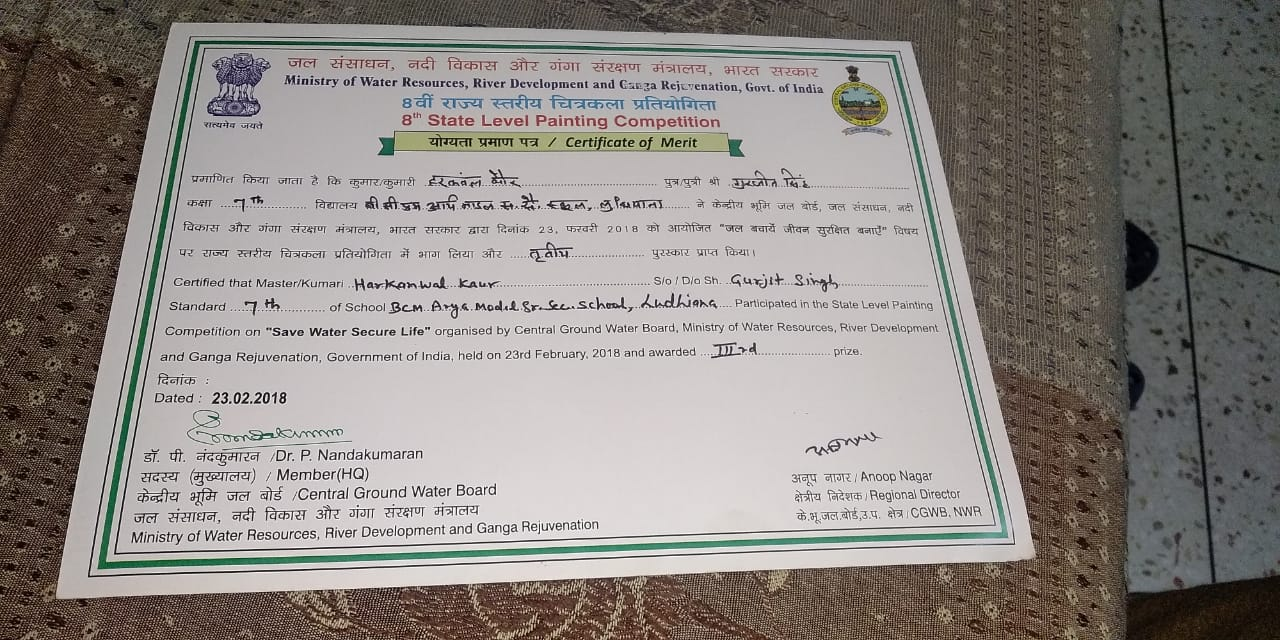 जल संसाधन, नदी विकास और गंगा संरक्षण मंत्रालय, भारत सरकार
Ministry of Water Resources, River Development and Ganga Rejuvenation, Govt. of India
सत्यमेव जयते
8वीं राज्य स्तरीय चित्रकला प्रतियोगिता
8th State Level Painting Competition
योग्यता प्रमाण पत्र / Certificate of Merit
प्रमाणित किया जाता है कि कुमार/कुमारी हरकंवल कौर पुत्र/पुत्री श्री गुरजीत सिंह
कक्षा 7th विद्यालय बी सी एम आर्य माडल स. सै. स्कूल, लुधियाना ने केन्द्रीय भूमि जल बोर्ड, जल संसाधन, नदी
विकास और गंगा संरक्षण मंत्रालय, भारत सरकार द्वारा दिनांक 23, फरवरी 2018 को आयोजित "जल बचायें जीवन सुरक्षित बनाएँ" विषय
पर राज्य स्तरीय चित्रकला प्रतियोगिता में भाग लिया और तृतीय पुरस्कार प्राप्त किया।
Certified that Master/Kumari Harkanwal Kaur S/o / D/o Sh. Gurjit Singh
Standard 7th of School BCM Arya Model Sr. Sec. School, Ludhiana Participated in the State Level Painting
Competition on "Save Water Secure Life" organised by Central Ground Water Board, Ministry of Water Resources, River Development
and Ganga Rejuvenation, Government of India, held on 23rd February, 2018 and awarded IIIrd prize.
दिनांक :
Dated : 23.02.2018
डॉ. पी. नंदकुमारन /Dr. P. Nandakumaran
सदस्य (मुख्यालय) / Member(HQ)
केन्द्रीय भूमि जल बोर्ड /Central Ground Water Board
जल संसाधन, नदी विकास और गंगा संरक्षण मंत्रालय
Ministry of Water Resources, River Development and Ganga Rejuvenation
अनूप नागर / Anoop Nagar
क्षेत्रीय निदेशक / Regional Director
के.भू.जल.बोर्ड,उ.प. क्षेत्र / CGWB, NWR